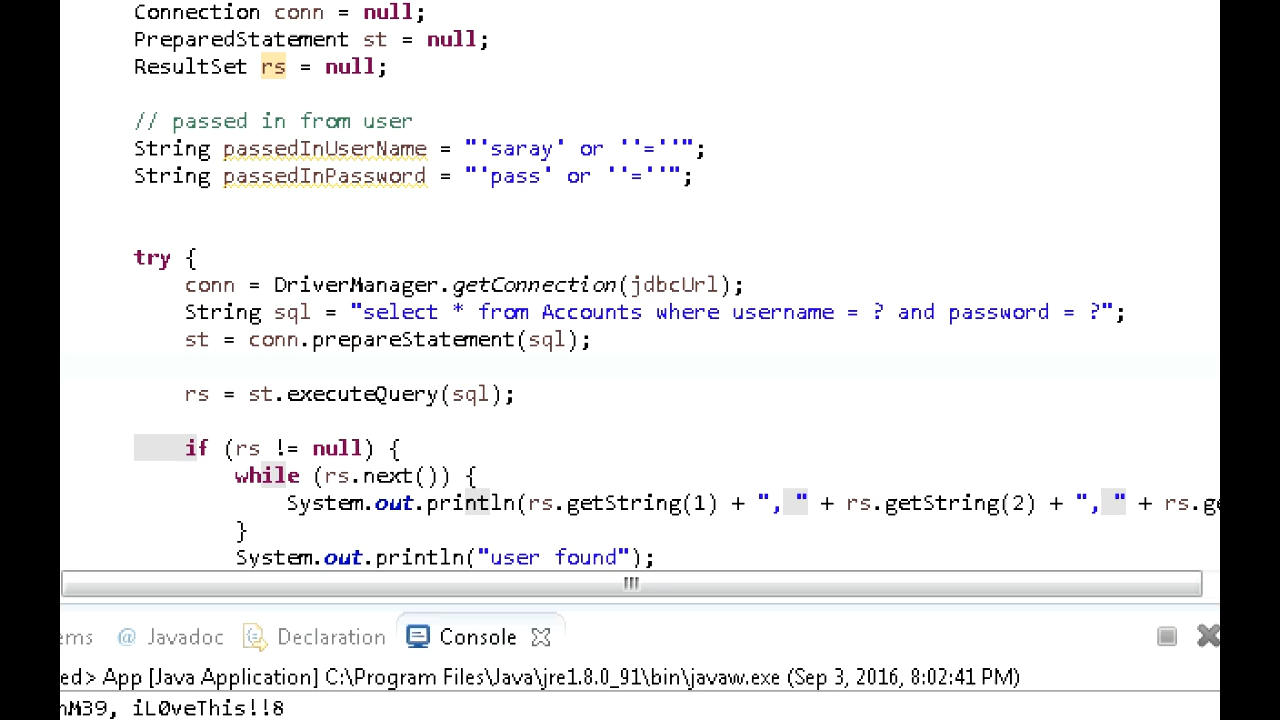 Connection conn = null;
PreparedStatement st = null;
ResultSet rs = null;
// passed in from user
String passedInUserName = "'saray' or ''=''";
String passedInPassword = "'pass' or ''=''";
try {
conn = DriverManager.getConnection(jdbcUrl);
String sql = "select * from Accounts where username = ? and password = ?";
st = conn.prepareStatement(sql);
rs = st.executeQuery(sql);
if (rs != null) {
while (rs.next()) {
System.out.println(rs.getString(1) + ", " + rs.getString(2) + ", " + rs.ge
}
System.out.println("user found");
ems @ Javadoc Declaration Console
ed> App [Java Application] C:\Program Files\Java\jre1.8.0_91\bin\javaw.exe (Sep 3, 2016, 8:02:41 PM)
M39, iL0veThis!!8